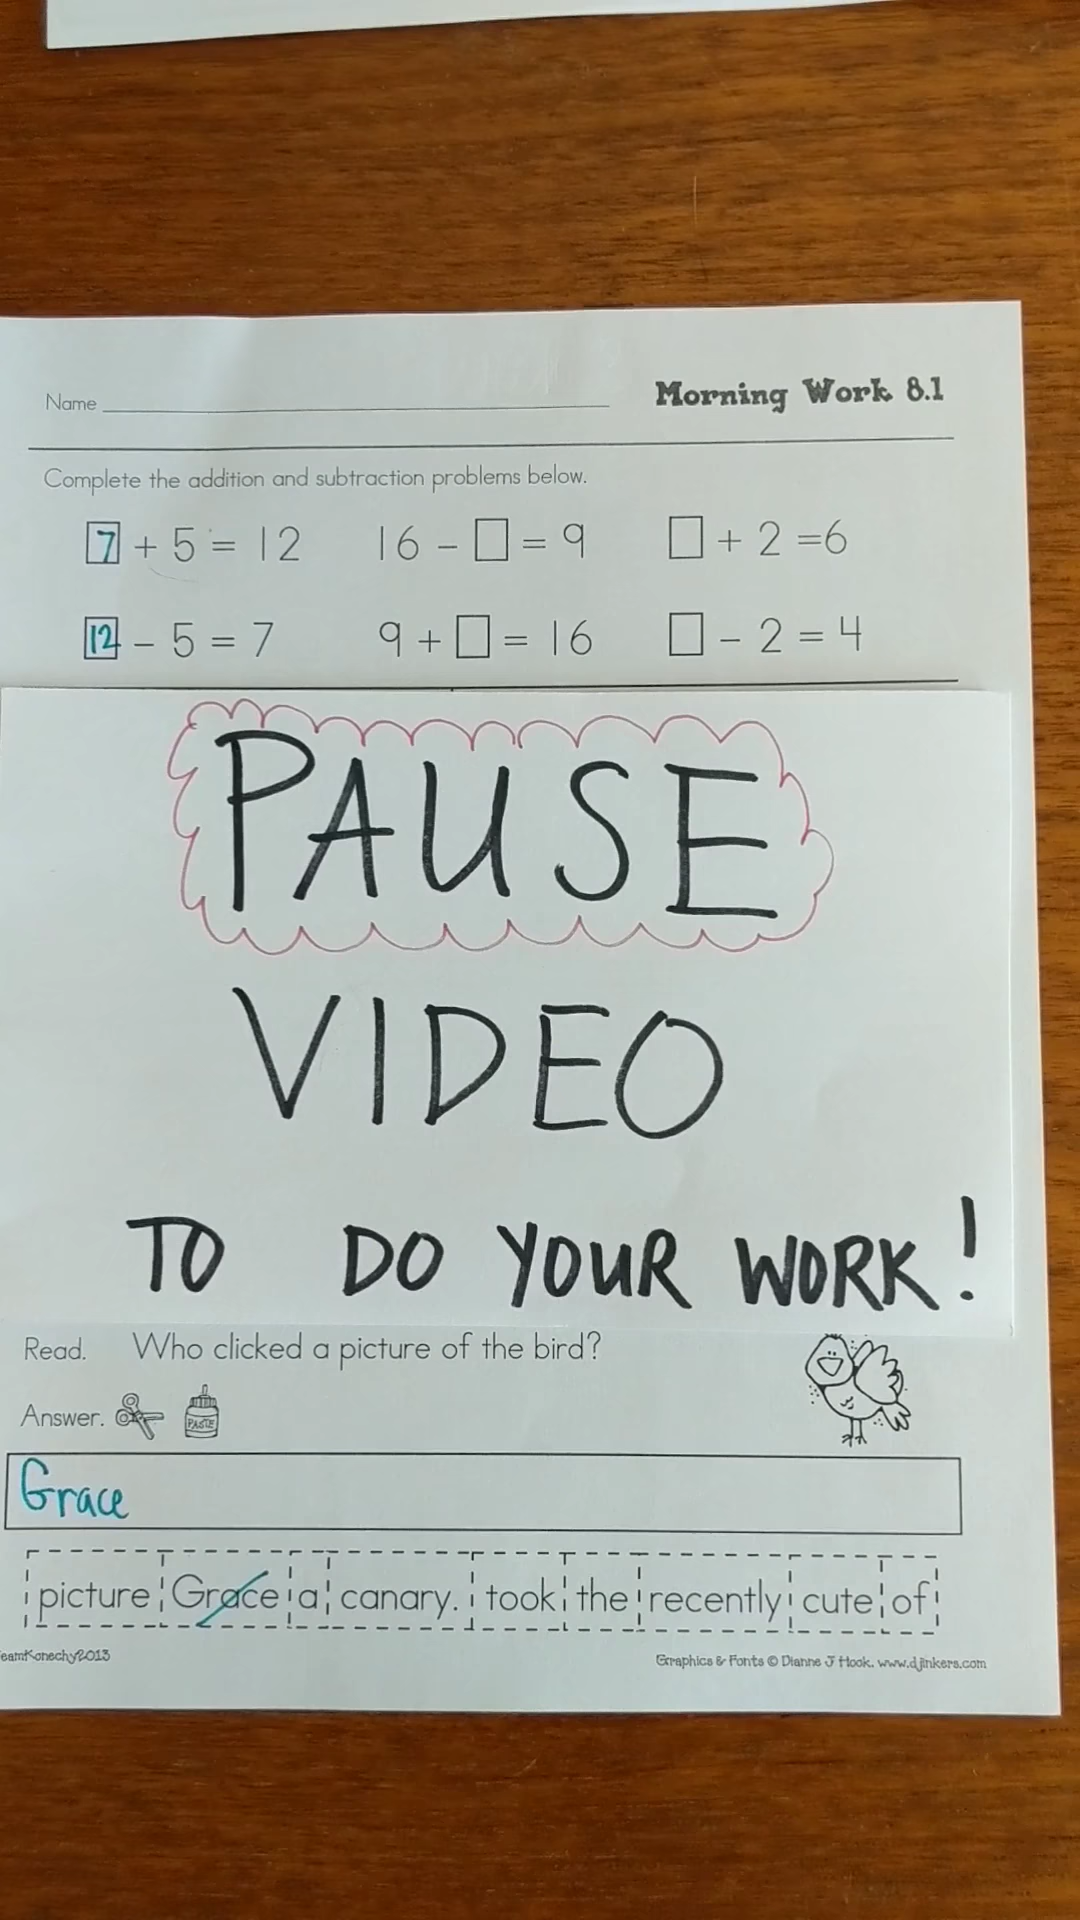 Name
Morning Work 8.1
Complete the addition and subtraction problems below.
7 + 5 = 12 16 - □ = 9 □ + 2 =6
12 - 5 = 7 9 + □ = 16 □ - 2 = 4
PAUSE
VIDEO
TO DO YOUR WORK!
Read. Who clicked a picture of the bird?
Answer. PASTE
Grace
picture Grace a canary. took the recently cute of
eamKonechy2013 Graphics & Fonts © Dianne J Hook. www.djinkers.com